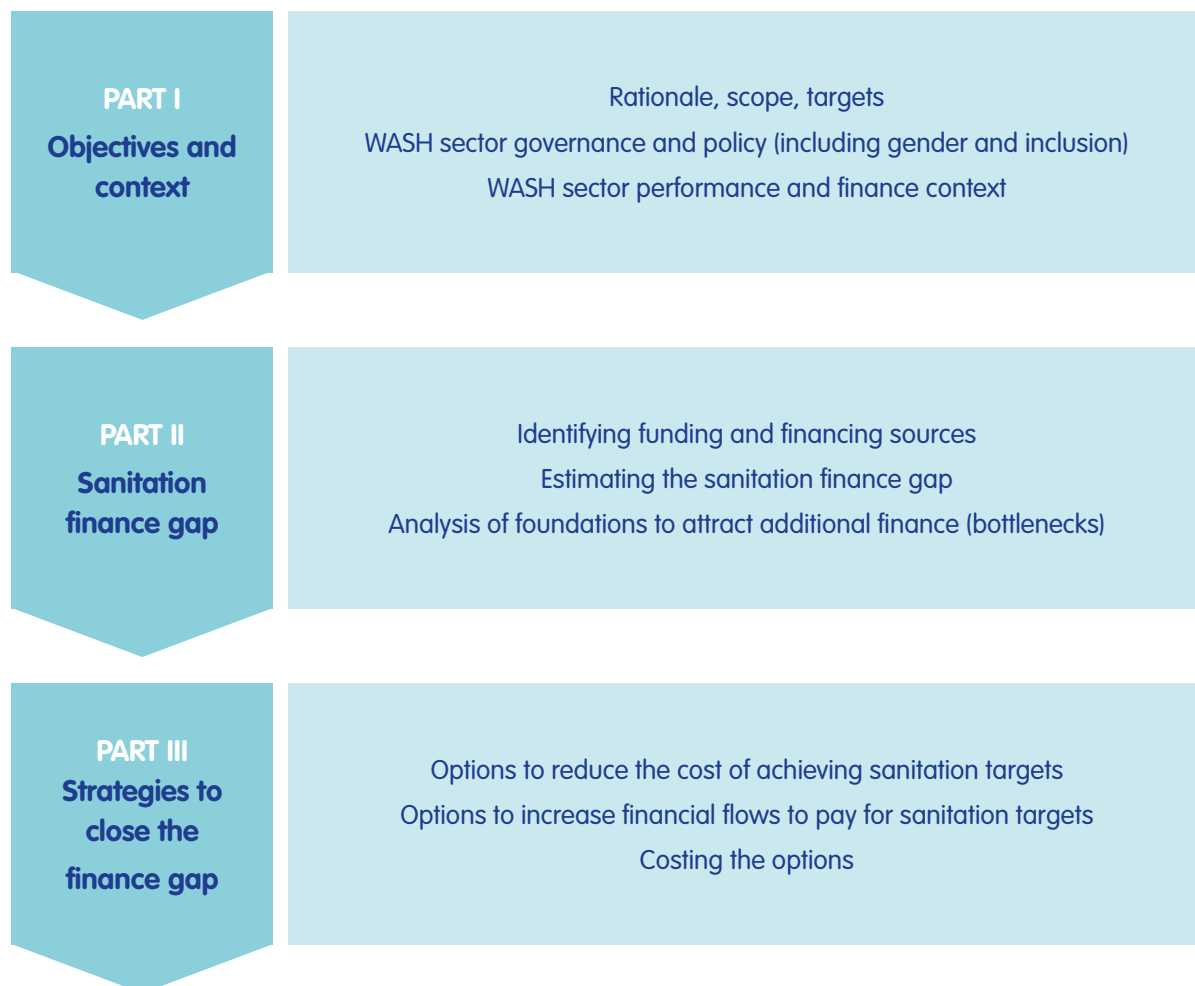 PART I
Objectives and
context
Rationale, scope, targets
WASH sector governance and policy (including gender and inclusion)
WASH sector performance and finance context
PART II
Sanitation
finance gap
Identifying funding and financing sources
Estimating the sanitation finance gap
Analysis of foundations to attract additional finance (bottlenecks)
PART III
Strategies to
close the
finance gap
Options to reduce the cost of achieving sanitation targets
Options to increase financial flows to pay for sanitation targets
Costing the options